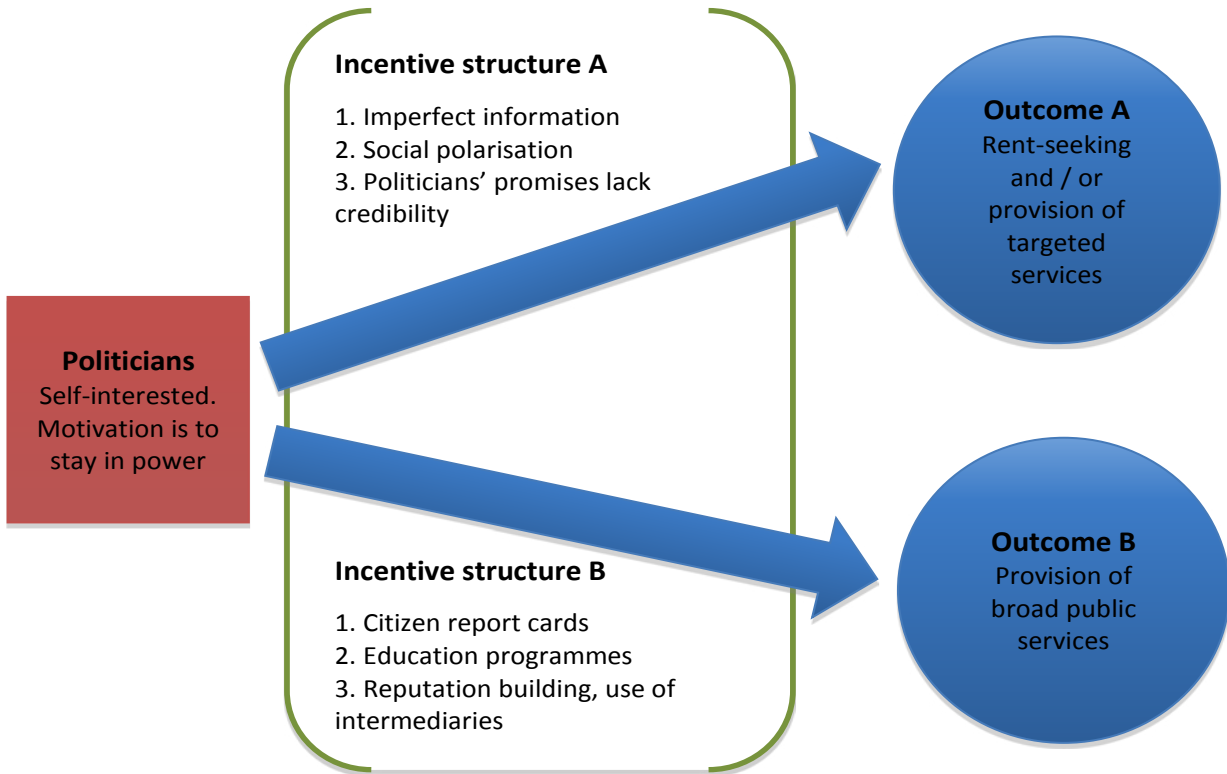 Incentive structure A
1. Imperfect information
2. Social polarisation
3. Politicians’ promises lack
credibility
Outcome A
Rent-seeking
and / or
provision of
targeted
services
Politicians
Self-interested.
Motivation is to
stay in power
Incentive structure B
1. Citizen report cards
2. Education programmes
3. Reputation building, use of
intermediaries
Outcome B
Provision of
broad public
services